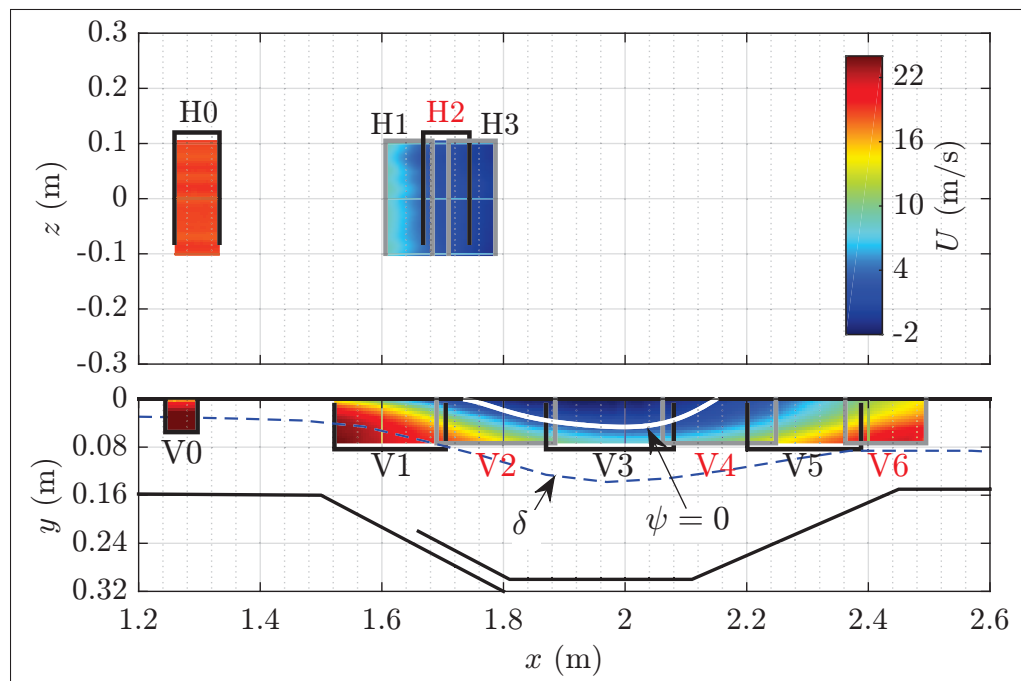 0.3
0.2
0.1
0
-0.1
-0.2
-0.3
z (m)
H0
H1
H2
H3
22
16
10
4
-2
U (m/s)
0
0.08
0.16
0.24
0.32
y (m)
V0
V1
V2
V3
V4
V5
V6
δ
ψ = 0
1.2
1.4
1.6
1.8
2
2.2
2.4
2.6
x (m)